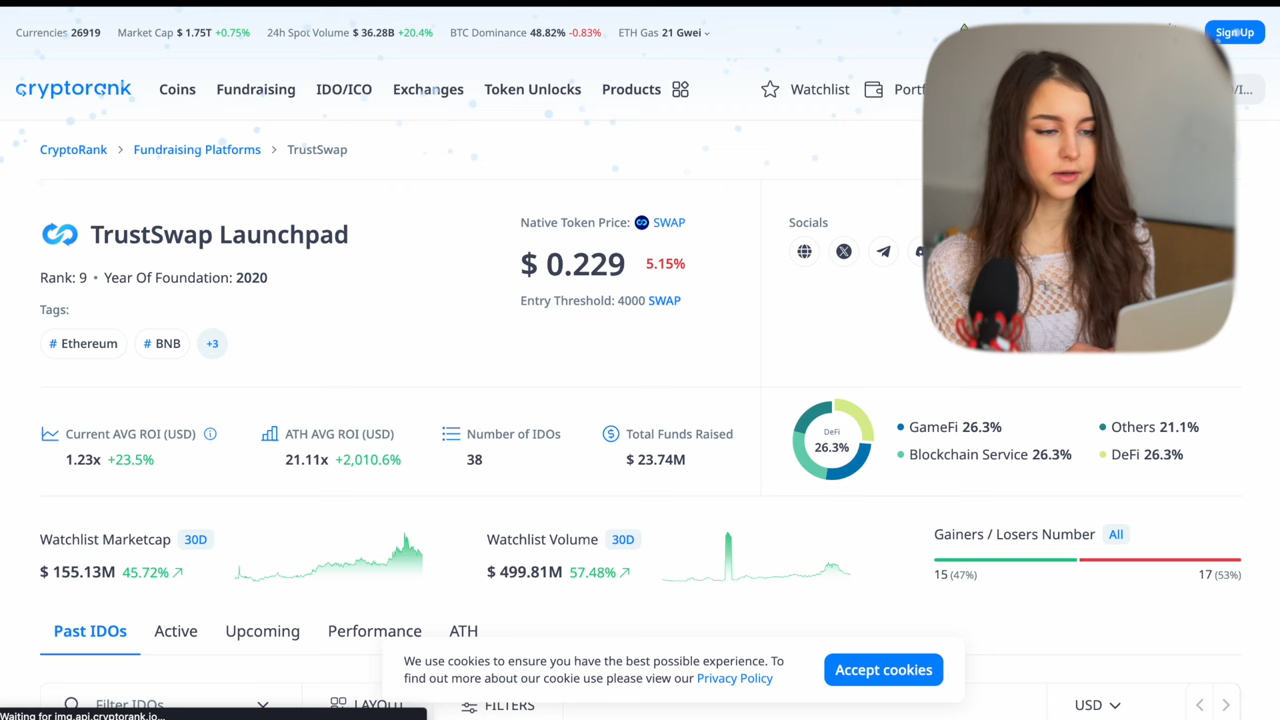 Currencies 26919 Market Cap $ 1.75T +0.75% 24h Spot Volume $ 36.28B +20.4% BTC Dominance 48.82% -0.83% ETH Gas 21 Gwei
Sign Up
cryptorank Coins Fundraising IDO/ICO Exchanges Token Unlocks Products Watchlist
CryptoRank > Fundraising Platforms > TrustSwap
TrustSwap Launchpad
Rank: 9 • Year Of Foundation: 2020
Tags:
# Ethereum # BNB +3
Native Token Price: SWAP
$ 0.229 5.15%
Entry Threshold: 4000 SWAP
Socials
Current AVG ROI (USD) ATH AVG ROI (USD) Number of IDOs Total Funds Raised
1.23x +23.5% 21.11x +2,010.6% 38 $ 23.74M
DeFi
26.3%
GameFi 26.3% Others 21.1%
Blockchain Service 26.3% DeFi 26.3%
Watchlist Marketcap 30D
$ 155.13M 45.72%
Watchlist Volume 30D
$ 499.81M 57.48%
Gainers / Losers Number All
15 (47%) 17 (53%)
Past IDOs Active Upcoming Performance ATH
We use cookies to ensure you have the best possible experience. To
find out more about our cookie use please view our Privacy Policy
Accept cookies
Filter IDOs LAYOUT FILTERS USD
Waiting for img.api.cryptorank.io...